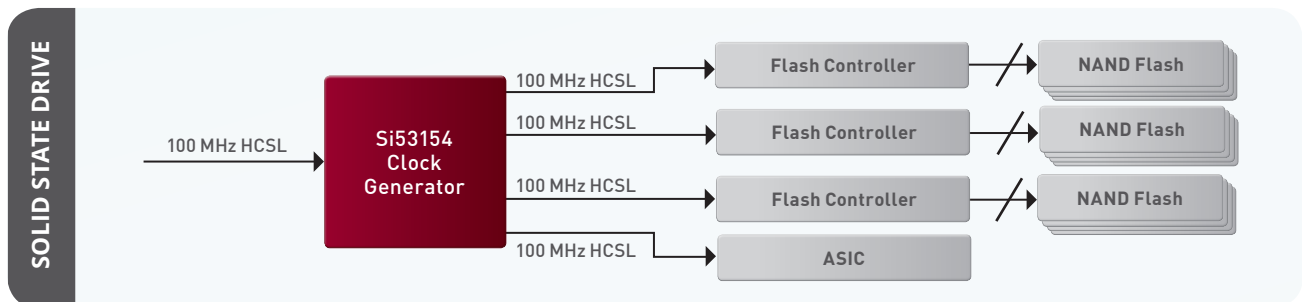 SOLID STATE DRIVE
100 MHz HCSL
Si53154
Clock
Generator
100 MHz HCSL
Flash Controller
NAND Flash
100 MHz HCSL
Flash Controller
NAND Flash
100 MHz HCSL
Flash Controller
NAND Flash
100 MHz HCSL
ASIC